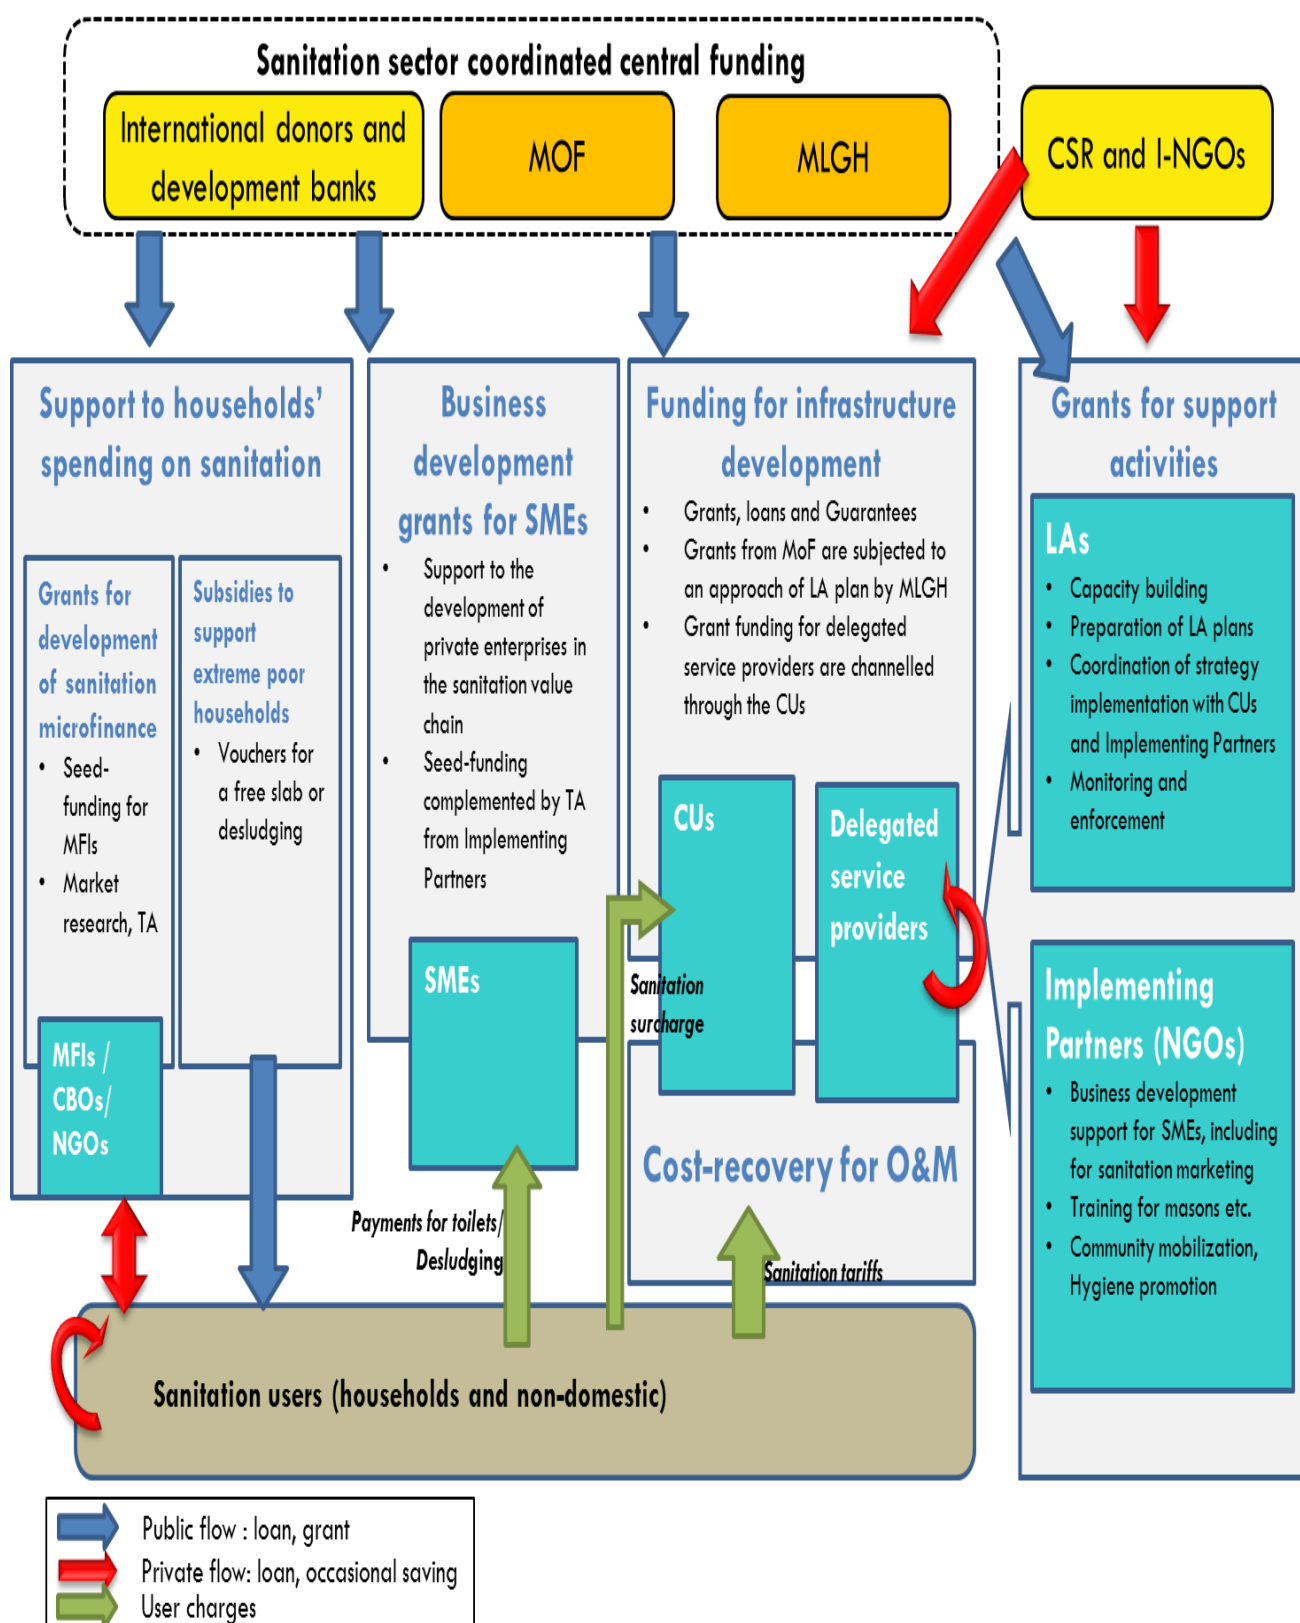 Sanitation sector coordinated central funding
International donors and
development banks
MOF
MLGH
CSR and I-NGOs
Support to households’
spending on sanitation
Grants for
development
of sanitation
microfinance
• Seed-
funding for
MFIs
• Market
research, TA
MFIs /
CBOs/
NGOs
Subsidies to
support
extreme poor
households
• Vouchers for
a free slab or
desludging
Business
development
grants for SMEs
• Support to the
development of
private enterprises in
the sanitation value
chain
• Seed-funding
complemented by TA
from Implementing
Partners
SMEs
Funding for infrastructure
development
• Grants, loans and Guarantees
• Grants from MoF are subjected to
an approach of LA plan by MLGH
• Grant funding for delegated
service providers are channelled
through the CUs
CUs
Delegated
service
providers
Sanitation
surcharge
Cost-recovery for O&M
Payments for toilets/
Desludging
Sanitation tariffs
Grants for support
activities
LAs
• Capacity building
• Preparation of LA plans
• Coordination of strategy
implementation with CUs
and Implementing Partners
• Monitoring and
enforcement
Implementing
Partners (NGOs)
• Business development
support for SMEs, including
for sanitation marketing
• Training for masons etc.
• Community mobilization,
Hygiene promotion
Sanitation users (households and non-domestic)
Public flow : loan, grant
Private flow: loan, occasional saving
User charges